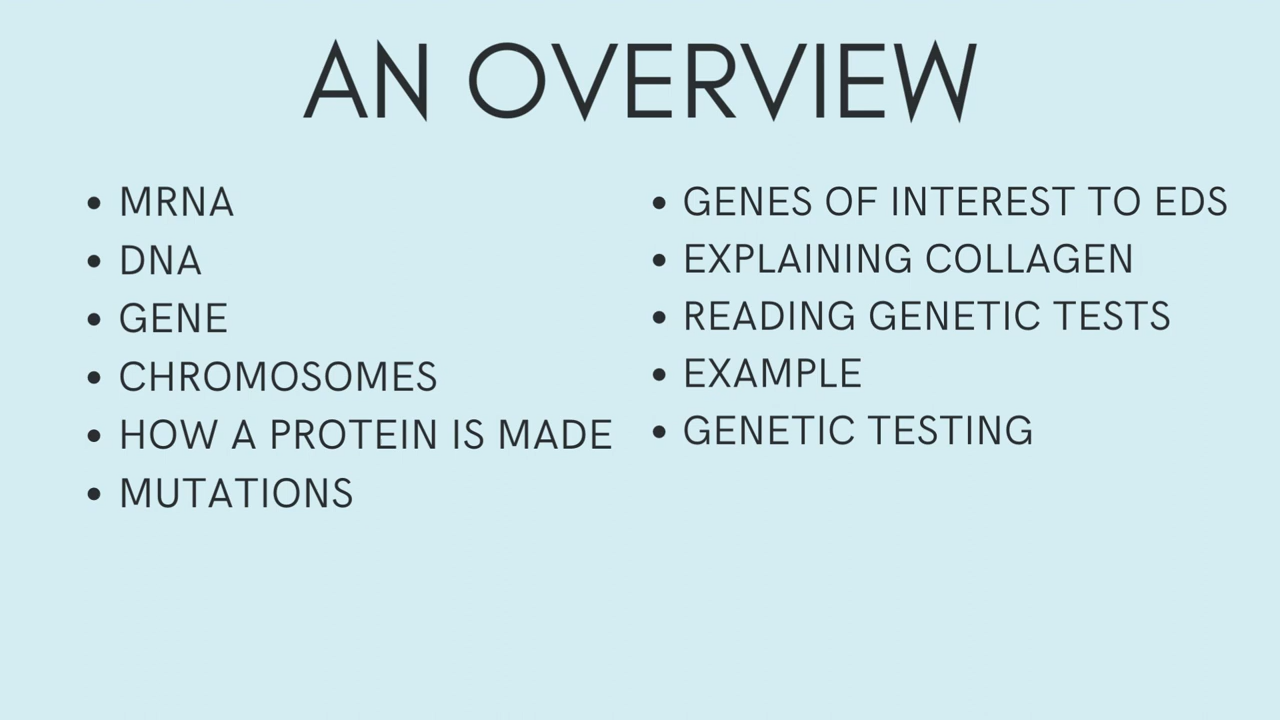 AN OVERVIEW
• MRNA
• DNA
• GENE
• CHROMOSOMES
• HOW A PROTEIN IS MADE
• MUTATIONS
• GENES OF INTEREST TO EDS
• EXPLAINING COLLAGEN
• READING GENETIC TESTS
• EXAMPLE
• GENETIC TESTING